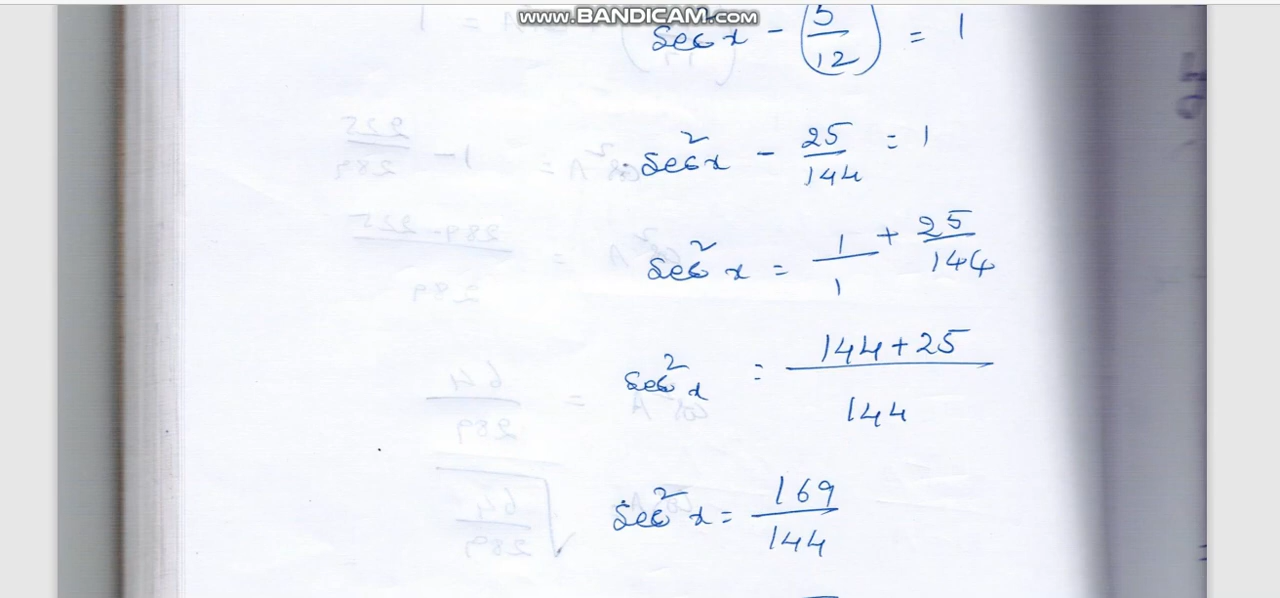 www.BANDICAM.com
sec²x - (5/12) = 1
sec²x - 25/144 = 1
sec²x = 1/1 + 25/144
sec²x = 144+25/144
sec²x = 169/144